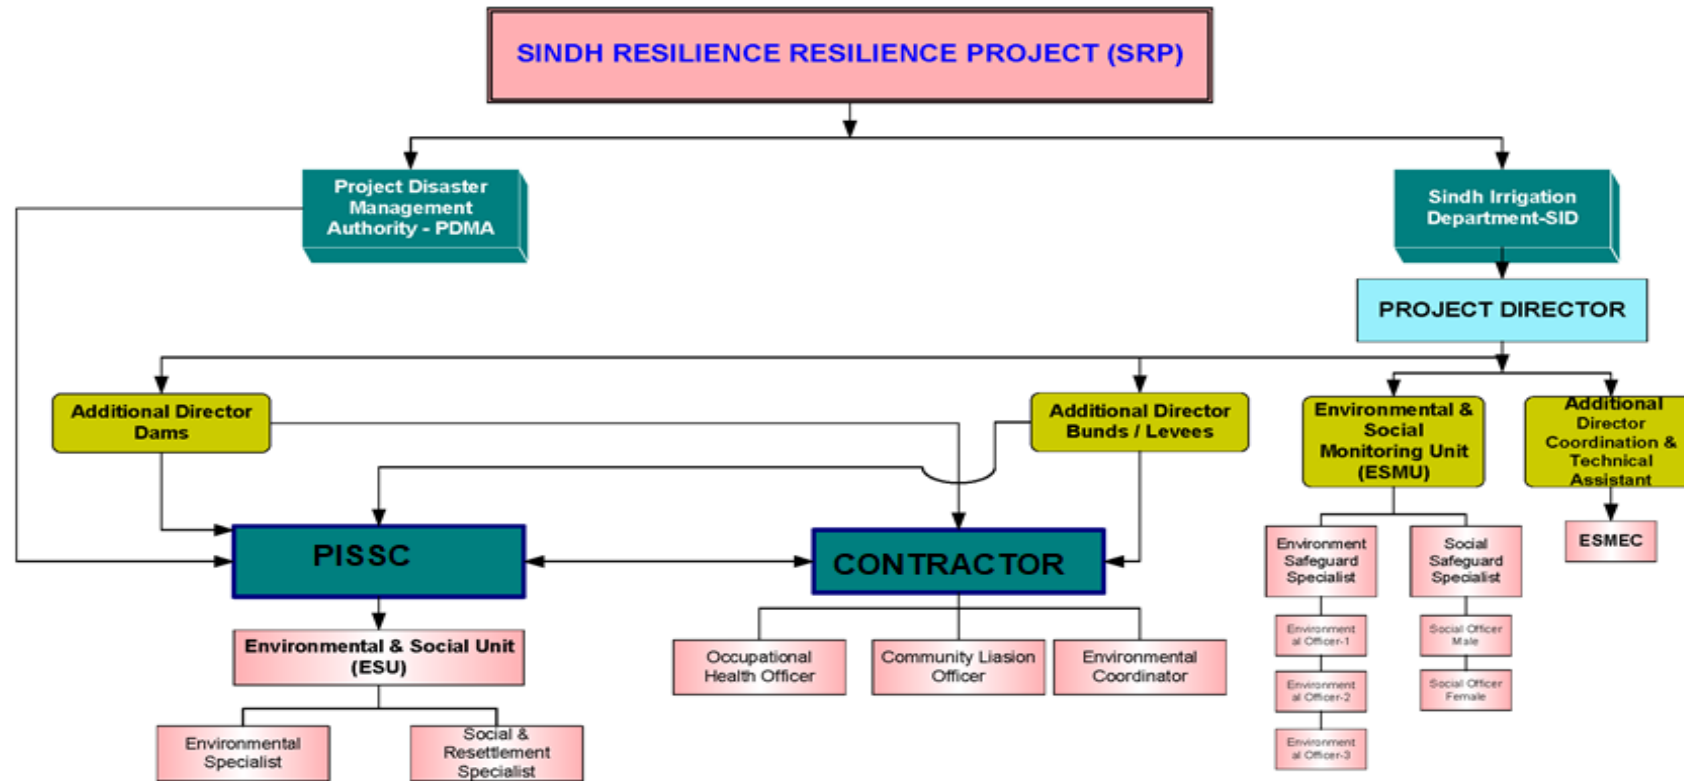 SINDH RESILIENCE RESILIENCE PROJECT (SRP)
Project Disaster
Management
Authority - PDMA
Sindh Irrigation
Department-SID
PROJECT DIRECTOR
Additional Director
Dams
Additional Director
Bunds / Levees
Environmental &
Social
Monitoring Unit
(ESMU)
Additional
Director
Coordination &
Technical
Assistant
PISSC
CONTRACTOR
Environment
Safeguard
Specialist
Social
Safeguard
Specialist
ESMEC
Environmental & Social Unit
(ESU)
Occupational
Health Officer
Community Liasion
Officer
Environmental
Coordinator
Environment
al Officer-1
Social Officer
Male
Environment
al Officer-2
Social Officer
Female
Environment
al Officer-3
Environmental
Specialist
Social &
Resettlement
Specialist